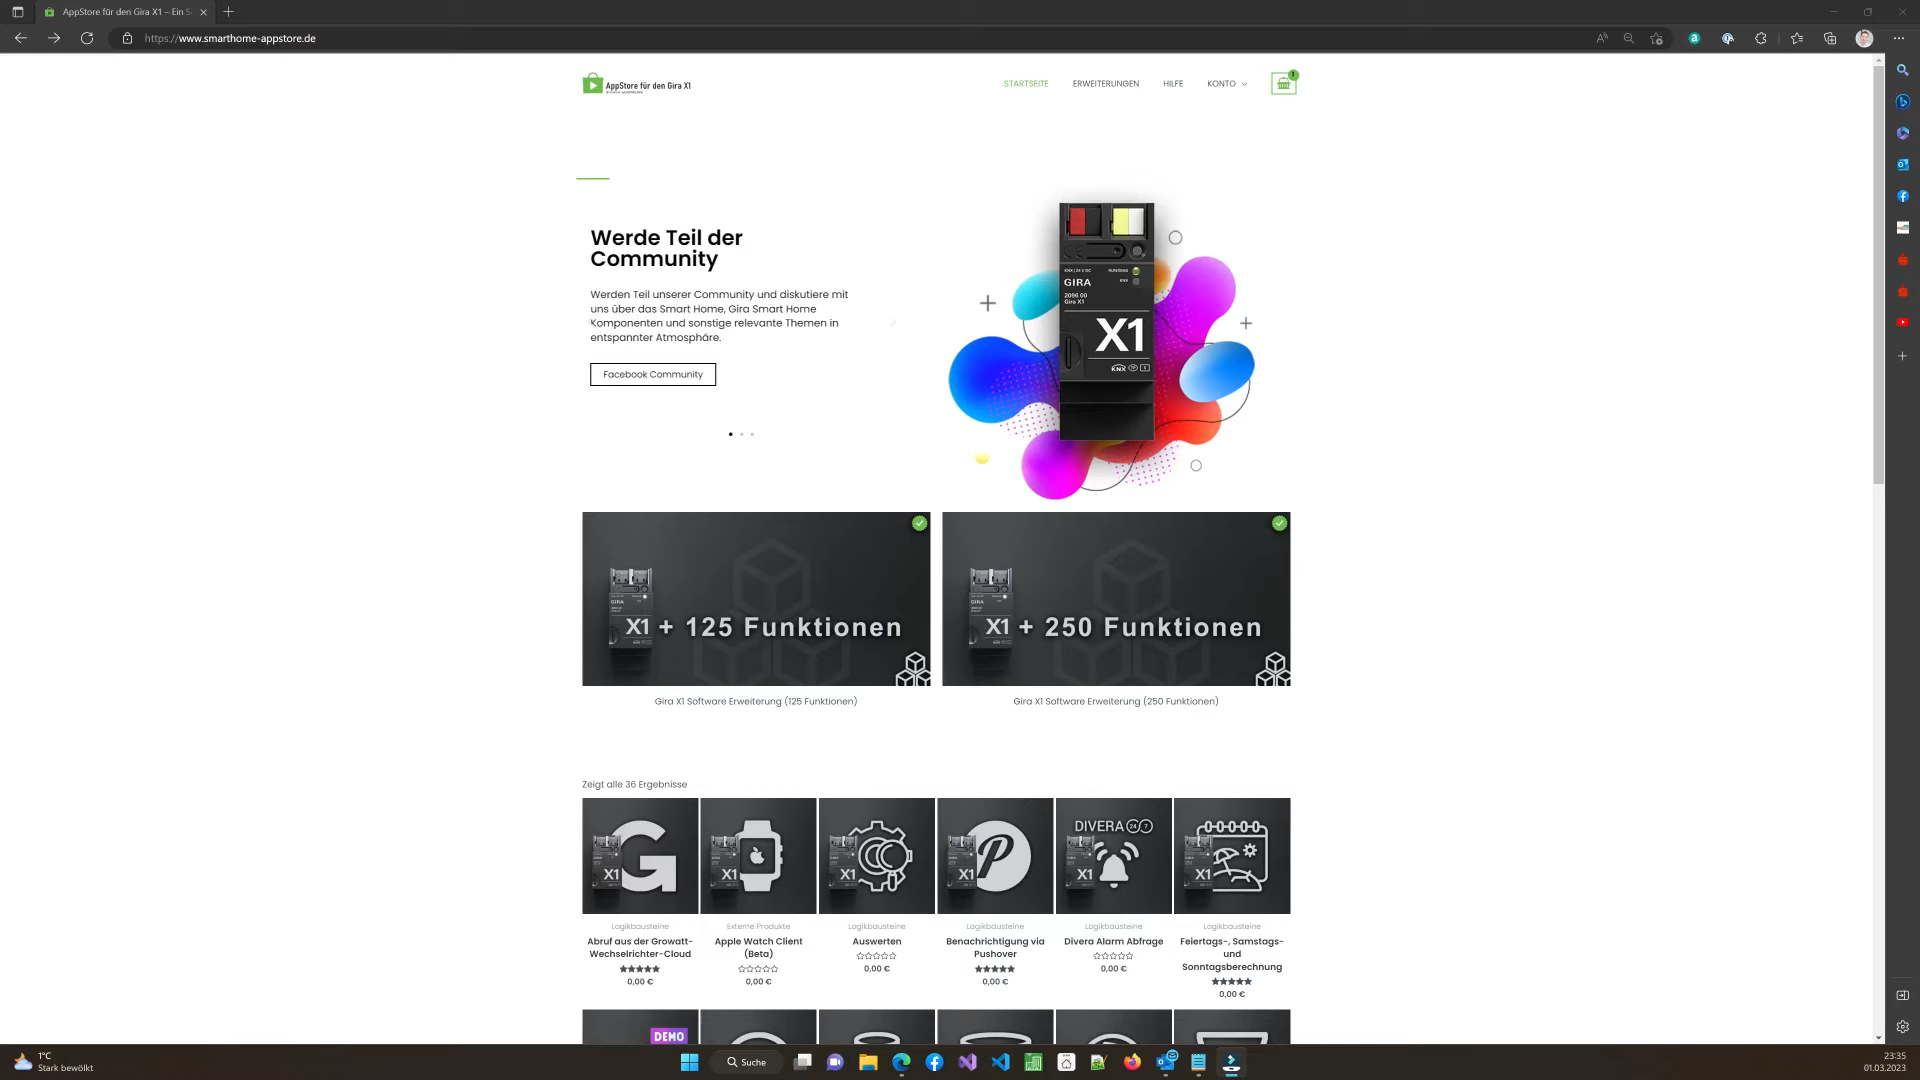 AppStore für den Gira X1 – Ein S
https://www.smarthome-appstore.de
AppStore für den Gira X1
STARTSEITE
ERWEITERUNGEN
HILFE
KONTO
1
Werde Teil der
Community
Werden Teil unserer Community und diskutiere mit
uns über das Smart Home, Gira Smart Home
Komponenten und sonstige relevante Themen in
entspannter Atmosphäre.
Facebook Community
KNX | 24 V DC
RUNNING
KNX
GIRA
2096 00
Gira X1
X1
KNX
X1 + 125 Funktionen
X1 + 250 Funktionen
Gira X1 Software Erweiterung (125 Funktionen)
Gira X1 Software Erweiterung (250 Funktionen)
Zeigt alle 36 Ergebnisse
X1
X1
X1
X1
DIVERA 24/7
X1
X1
Logikbausteine
Abruf aus der Growatt-
Wechselrichter-Cloud
0,00 €
Externe Produkte
Apple Watch Client
(Beta)
0,00 €
Logikbausteine
Auswerten
0,00 €
Logikbausteine
Benachrichtigung via
Pushover
0,00 €
Logikbausteine
Divera Alarm Abfrage
0,00 €
Logikbausteine
Feiertags-, Samstags-
und
Sonntagsberechnung
0,00 €
DEMO
1°C
Stark bewölkt
Suche
23:35
01.03.2023